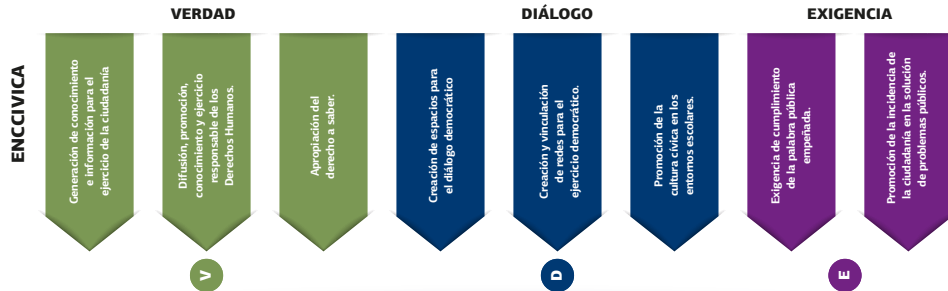 VERDAD
DIÁLOGO
EXIGENCIA
ENCCIVICA
Generación de conocimiento
e información para el
ejercicio de la ciudadanía
Difusión, promoción,
conocimiento y ejercicio
responsable de los
Derechos Humanos.
Apropiación del
derecho a saber.
Creación de espacios para
el diálogo democrático
Creación y vinculación
de redes para el
ejercicio democrático.
Promoción de la
cultura cívica en los
entornos escolares.
Exigencia de cumplimiento
de la palabra pública
empeñada.
Promoción de la incidencia de
la ciudadanía en la solución
de problemas públicos.
V
D
E